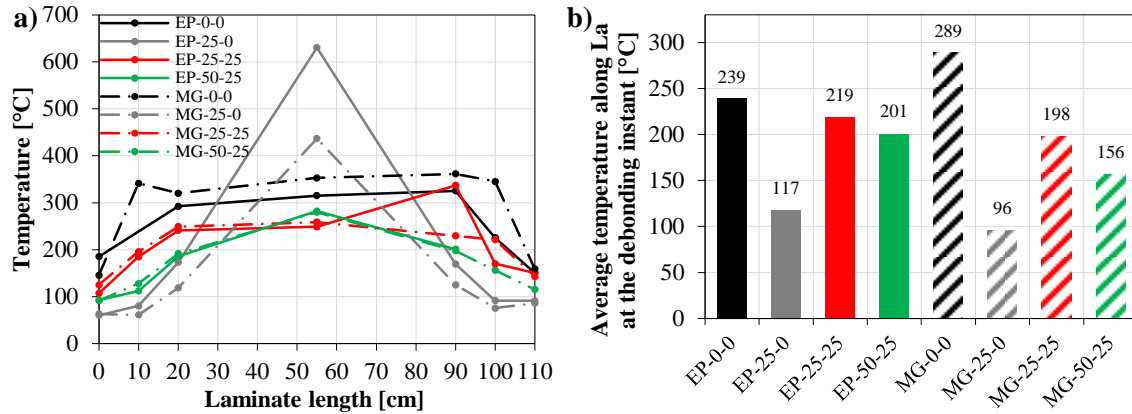 a)
Temperature [°C]
700
600
500
400
300
200
100
0
EP-0-0
EP-25-0
EP-25-25
EP-50-25
MG-0-0
MG-25-0
MG-25-25
MG-50-25
0 10 20 30 40 50 60 70 80 90 100 110
Laminate length [cm]
b)
Average temperature along La
at the debonding instant [°C]
300
250
200
150
100
50
0
239
117
219
201
289
96
198
156
EP-0-0
EP-25-0
EP-25-25
EP-50-25
MG-0-0
MG-25-0
MG-25-25
MG-50-25